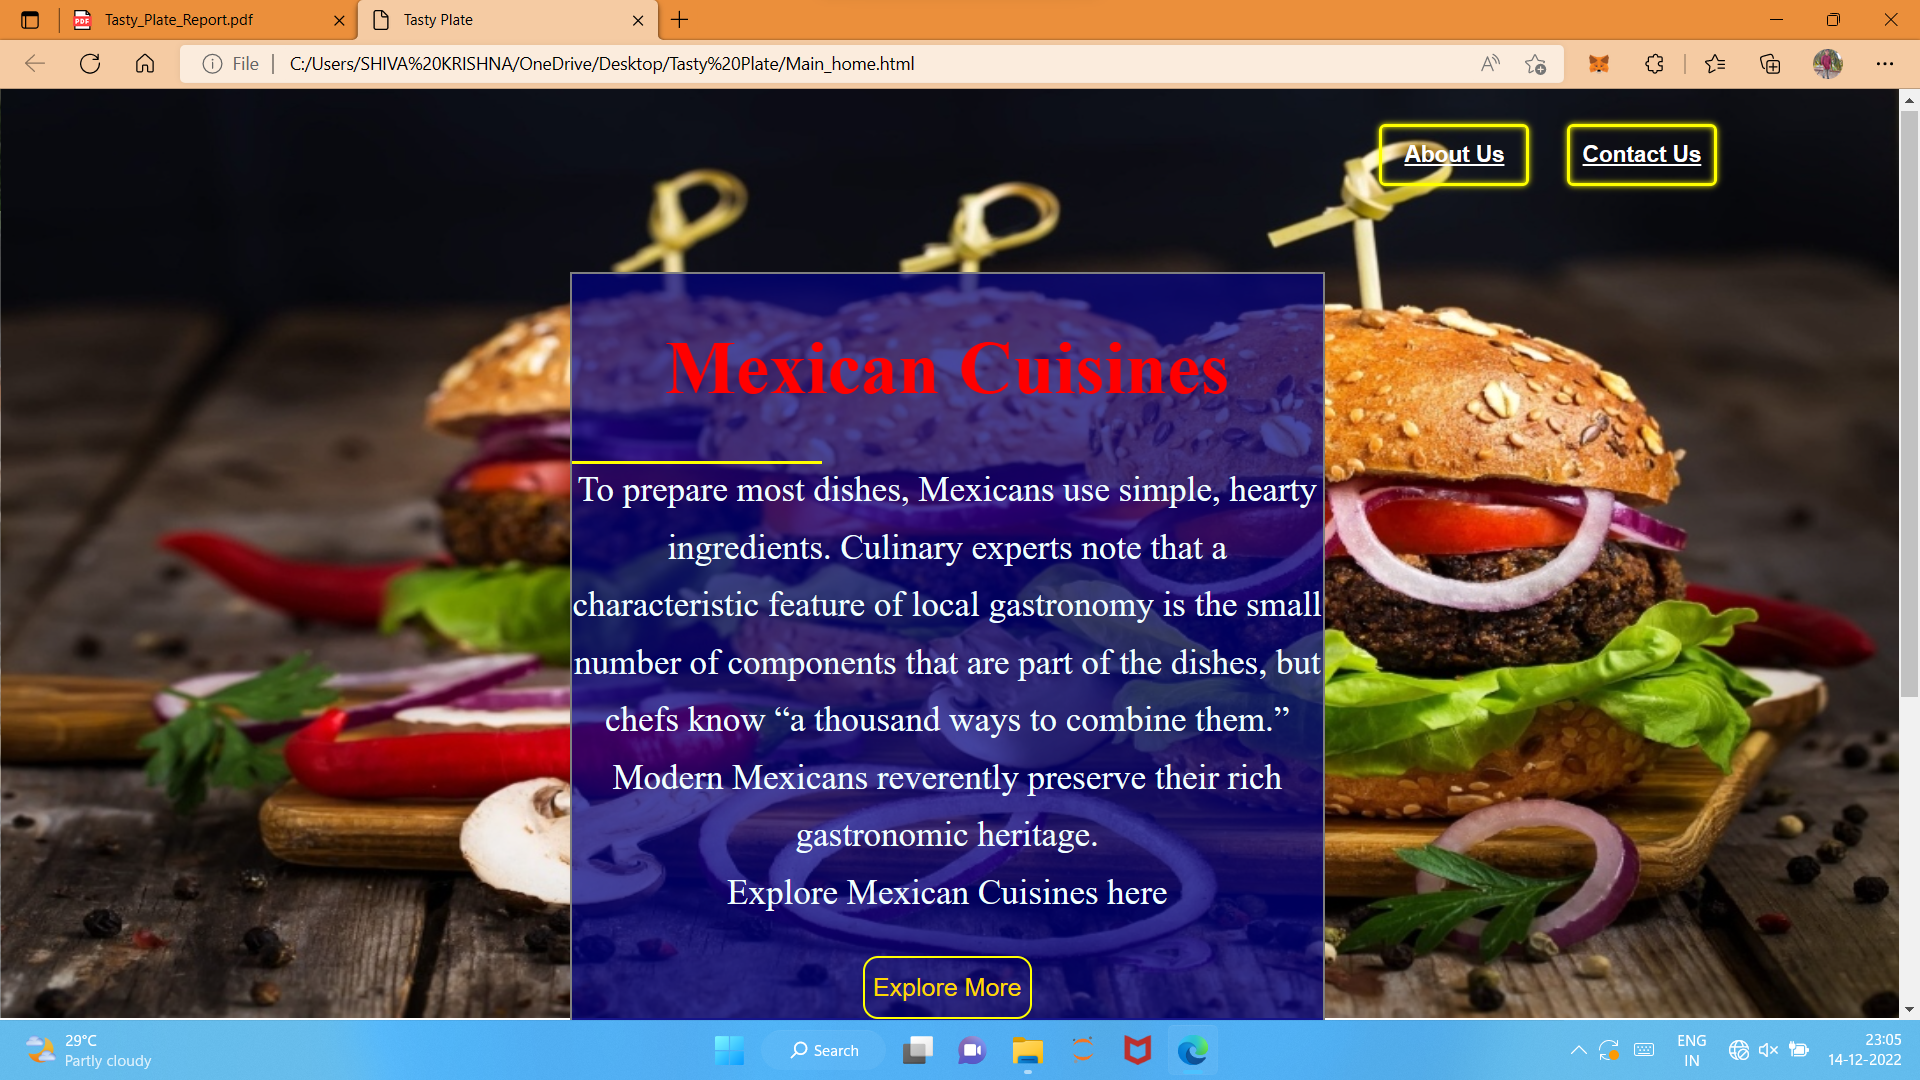 Tasty_Plate_Report.pdf
Tasty Plate
File
C:/Users/SHIVA%20KRISHNA/OneDrive/Desktop/Tasty%20Plate/Main_home.html
About Us
Contact Us
Mexican Cuisines
To prepare most dishes, Mexicans use simple, hearty
ingredients. Culinary experts note that a
characteristic feature of local gastronomy is the small
number of components that are part of the dishes, but
chefs know “a thousand ways to combine them.”
Modern Mexicans reverently preserve their rich
gastronomic heritage.
Explore Mexican Cuisines here
Explore More
29°C
Partly cloudy
Search
ENG
IN
23:05
14-12-2022